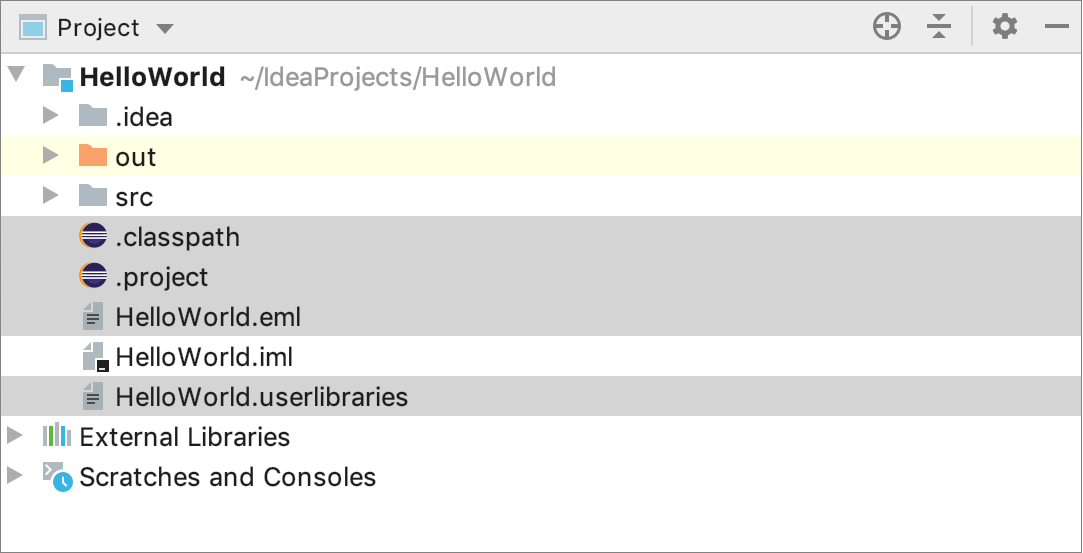 Project
HelloWorld ~/IdeaProjects/HelloWorld
.idea
out
src
.classpath
.project
HelloWorld.eml
HelloWorld.iml
HelloWorld.userlibraries
External Libraries
Scratches and Consoles